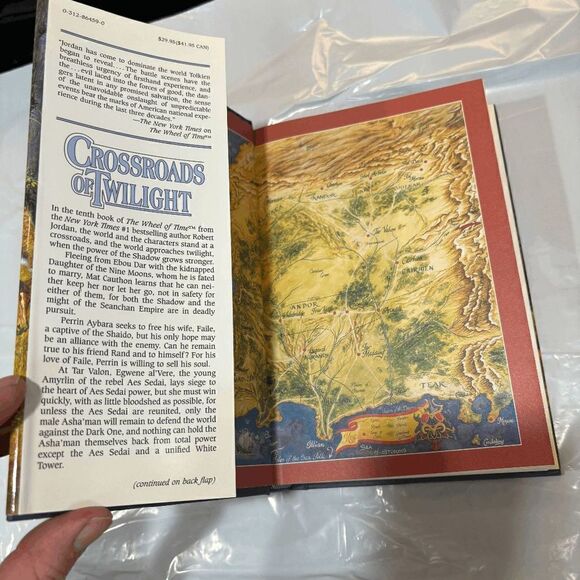 0-312-86459-0
$29.95 ($41.95 CAN)
"Jordan has come to dominate the world Tolkien
began to reveal.... The battle scenes have the
breathless urgency of firsthand experience, and
the . . . evil laced into the forces of good, the dan-
gers latent in any promised salvation, the sense
of the unavoidable onslaught of unpredictable
events bear the marks of American national expe-
rience during the last three decades."
—The New York Times on
The Wheel of Time™
CROSSROADS
OF TWILIGHT
In the tenth book of The Wheel of Time™ from
the New York Times #1 bestselling author Robert
Jordan, the world and the characters stand at a
crossroads, and the world approaches twilight,
when the power of the Shadow grows stronger.
Fleeing from Ebou Dar with the kidnapped
Daughter of the Nine Moons, whom he is fated
to marry, Mat Cauthon learns that he can nei-
ther keep her nor let her go, not in safety for
either of them, for both the Shadow and the
might of the Seanchan Empire are in deadly
pursuit.
Perrin Aybara seeks to free his wife, Faile,
a captive of the Shaido, but his only hope may
be an alliance with the enemy. Can he remain
true to his friend Rand and to himself? For his
love of Faile, Perrin is willing to sell his soul.
At Tar Valon, Egwene al'Vere, the young
Amyrlin of the rebel Aes Sedai, lays siege to
the heart of Aes Sedai power, but she must win
quickly, with as little bloodshed as possible, for
unless the Aes Sedai are reunited, only the
male Asha'man will remain to defend the world
against the Dark One, and nothing can hold the
Asha'man themselves back from total power
except the Aes Sedai and a unified White
Tower.
(continued on back flap)
KANDOR
Tar Valon
CAIRHIEN
ANDOR
TEAR
Illian
Mayene